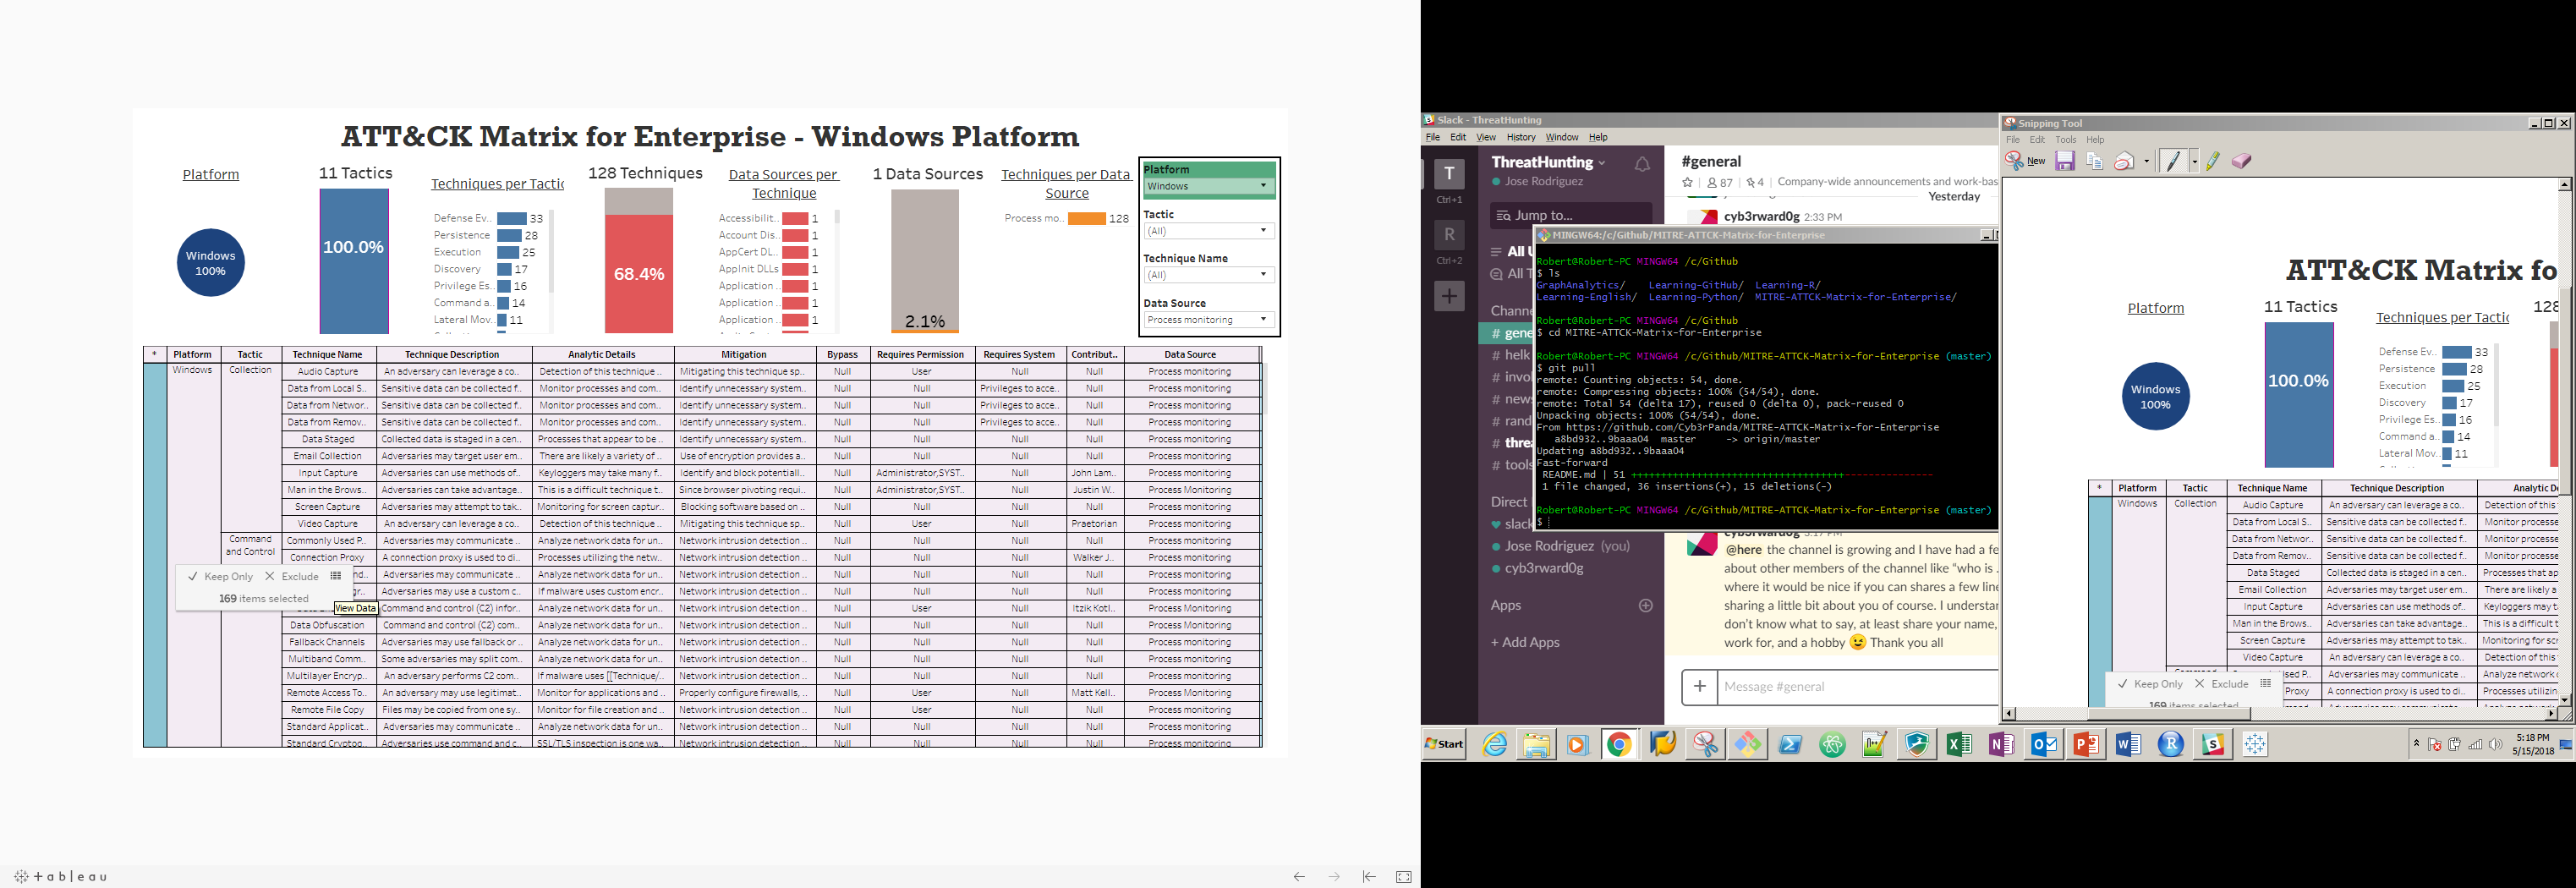 ATT&CK Matrix for Enterprise - Windows Platform
Platform
Windows
100%
11 Tactics
100.0%
Techniques per Tactic
Defense Ev.. 33
Persistence 28
Execution 25
Discovery 17
Privilege Es.. 16
Command a.. 14
Lateral Mov.. 11
128 Techniques
68.4%
Data Sources per
Technique
Accessibilit.. 1
Account Dis.. 1
AppCert DL.. 1
AppInit DLLs 1
Application .. 1
Application .. 1
Application .. 1
1 Data Sources
2.1%
Techniques per Data
Source
Process mo.. 128
Platform
Windows
Tactic
(All)
Technique Name
(All)
Data Source
Process monitoring
* Platform Tactic Technique Name Technique Description Analytic Details Mitigation Bypass Requires Permission Requires System Contribut.. Data Source
Windows Collection Audio Capture An adversary can leverage a co.. Detection of this technique .. Mitigating this technique sp.. Null User Null Null Process monitoring
Data from Local S.. Sensitive data can be collected f.. Monitor processes and com.. Identify unnecessary system.. Null Null Privileges to acce.. Null Process monitoring
Data from Networ.. Sensitive data can be collected f.. Monitor processes and com.. Identify unnecessary system.. Null Null Privileges to acce.. Null Process monitoring
Data from Remov.. Sensitive data can be collected f.. Monitor processes and com.. Identify unnecessary system.. Null Null Privileges to acce.. Null Process monitoring
Data Staged Collected data is staged in a cen.. Processes that appear to be .. Identify unnecessary system.. Null Null Null Null Process monitoring
Email Collection Adversaries may target user em.. There are likely a variety of .. Use of encryption provides a.. Null Null Null Null Process monitoring
Input Capture Adversaries can use methods of.. Keyloggers may take many f.. Identify and block potentiall.. Null Administrator,SYST.. Null John Lam.. Process monitoring
Man in the Brows.. Adversaries can take advantage.. This is a difficult technique t.. Since browser pivoting requi.. Null Administrator,SYST.. Null Justin W.. Process Monitoring
Screen Capture Adversaries may attempt to tak.. Monitoring for screen captur.. Blocking software based on .. Null Null Null Null Process monitoring
Video Capture An adversary can leverage a co.. Detection of this technique .. Mitigating this technique sp.. Null User Null Praetorian Process monitoring
Command
and Control
Commonly Used P.. Adversaries may communicate .. Analyze network data for un.. Network intrusion detection .. Null Null Null Null Process monitoring
Connection Proxy A connection proxy is used to di.. Processes utilizing the netw.. Network intrusion detection .. Null Null Null Walker J.. Process monitoring
nd.. Adversaries may communicate .. Analyze network data for un.. Network intrusion detection .. Null Null Null Null Process monitoring
gr.. Adversaries may use a custom c.. If malware uses custom encr.. Network intrusion detection .. Null Null Null Null Process monitoring
Command and control (C2) infor.. Analyze network data for un.. Network intrusion detection .. Null User Null Itzik Kotl.. Process Monitoring
Data Obfuscation Command and control (C2) com.. Analyze network data for un.. Network intrusion detection .. Null Null Null Null Process monitoring
Fallback Channels Adversaries may use fallback or .. Analyze network data for un.. Network intrusion detection .. Null Null Null Null Process monitoring
Multiband Comm.. Some adversaries may split com.. Analyze network data for un.. Network intrusion detection .. Null Null Null Null Process monitoring
Multilayer Encryp.. An adversary performs C2 com.. If malware uses [[Technique/.. Network intrusion detection .. Null Null Null Null Process monitoring
Remote Access To.. An adversary may use legitimat.. Monitor for applications and .. Properly configure firewalls, .. Null User Null Matt Kell.. Process Monitoring
Remote File Copy Files may be copied from one sy.. Monitor for file creation and .. Network intrusion detection .. Null User Null Null Process monitoring
Standard Applicat.. Adversaries may communicate .. Analyze network data for un.. Network intrusion detection .. Null Null Null Null Process monitoring
Standard Cryptog.. Adversaries use command and c.. SSL/TLS inspection is one wa.. Network intrusion detection .. Null Null Null Null Process monitoring
Keep Only Exclude
169 items selected
View Data
+ableau
Slack - ThreatHunting
File Edit View History Window Help
T
Ctrl+1
R
Ctrl+2
ThreatHunting
Jose Rodriguez
Jump to...
All T
Chann
# gene
# helk
# invo
# new
# rand
# thre
# tools
Direct
slack
Jose Rodriguez (you)
cyb3rward0g
Apps
+ Add Apps
#general
87 | 4 | Company-wide announcements and work-bas
Yesterday
cyb3rward0g 2:33 PM
MINGW64:/c/Github/MITRE-ATTCK-Matrix-for-Enterprise
Robert@Robert-PC MINGW64 /c/Github
$ ls
GraphAnalytics/ Learning-GitHub/ Learning-R/
Learning-English/ Learning-Python/ MITRE-ATTCK-Matrix-for-Enterprise/
Robert@Robert-PC MINGW64 /c/Github
$ cd MITRE-ATTCK-Matrix-for-Enterprise
Robert@Robert-PC MINGW64 /c/Github/MITRE-ATTCK-Matrix-for-Enterprise (master)
$ git pull
remote: Counting objects: 54, done.
remote: Compressing objects: 100% (54/54), done.
remote: Total 54 (delta 17), reused 0 (delta 0), pack-reused 0
Unpacking objects: 100% (54/54), done.
From https://github.com/Cyb3rPanda/MITRE-ATTCK-Matrix-for-Enterprise
a8bd932..9baaa04 master -> origin/master
Updating a8bd932..9baaa04
Fast-forward
README.md | 51 ++++++++++++++++++++++++++++++++++++---------------
1 file changed, 36 insertions(+), 15 deletions(-)
Robert@Robert-PC MINGW64 /c/Github/MITRE-ATTCK-Matrix-for-Enterprise (master)
$
cyb3rward0g 5:17 PM
@here the channel is growing and I have had a fe
about other members of the channel like “who is .
where it would be nice if you can shares a few line
sharing a little bit about you of course. I understar
don't know what to say, at least share your name,
work for, and a hobby 😉 Thank you all
Message #general
Snipping Tool
File Edit Tools Help
New
ATT&CK Matrix fo
Platform
Windows
100%
11 Tactics
100.0%
Techniques per Tactic
Defense Ev.. 33
Persistence 28
Execution 25
Discovery 17
Privilege Es.. 16
Command a.. 14
Lateral Mov.. 11
128
* Platform Tactic Technique Name Technique Description Analytic De
Windows Collection Audio Capture An adversary can leverage a co.. Detection of this
Data from Local S.. Sensitive data can be collected f.. Monitor processe
Data from Networ.. Sensitive data can be collected f.. Monitor processe
Data from Remov.. Sensitive data can be collected f.. Monitor processe
Data Staged Collected data is staged in a cen.. Processes that ap
Email Collection Adversaries may target user em.. There are likely a
Input Capture Adversaries can use methods of.. Keyloggers may t
Man in the Brows.. Adversaries can take advantage.. This is a difficult t
Screen Capture Adversaries may attempt to tak.. Monitoring for scr
Video Capture An adversary can leverage a co.. Detection of this
sed P.. Adversaries may communicate .. Analyze network
Proxy A connection proxy is used to di.. Processes utilizin
Keep Only Exclude
169 items selected
Start
5:18 PM
5/15/2018